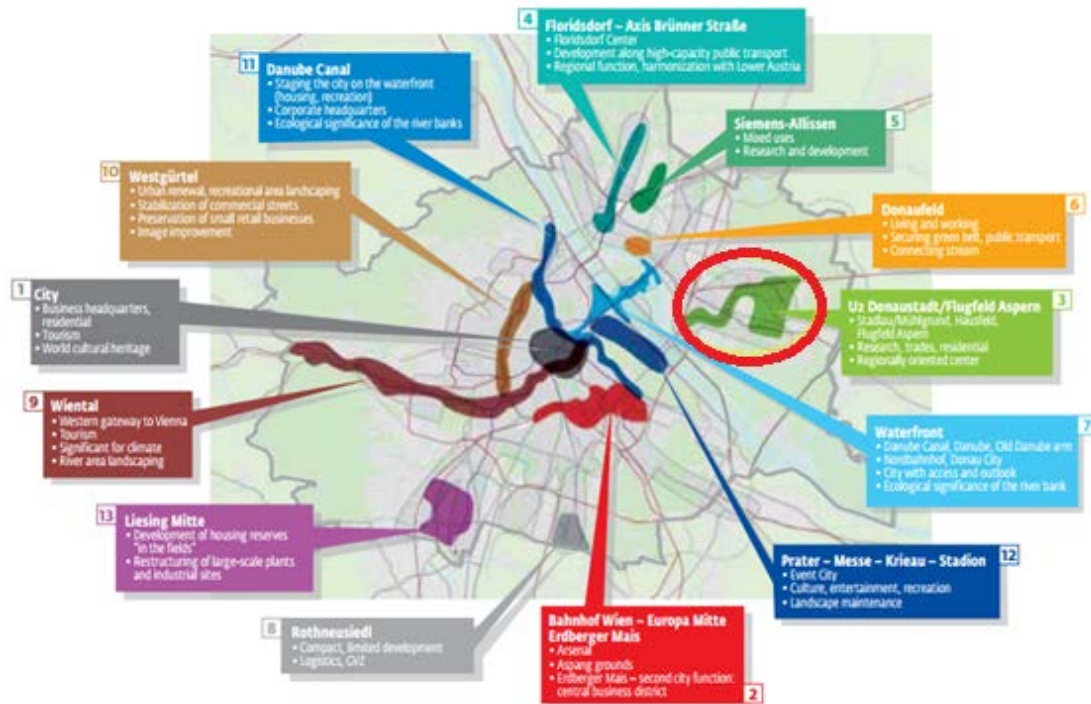 4
Floridsdorf – Axis Brünner Straße
• Floridsdorf Center
• Development along high-capacity public transport
• Regional function, harmonization with Lower Austria
11
Danube Canal
• Staging the city on the waterfront
(housing, recreation)
• Corporate headquarters
• Ecological significance of the river banks
5
Siemens-Allissen
• Mixed uses
• Research and development
10
Westgürtel
• Urban renewal, recreational area landscaping
• Stabilization of commercial streets
• Preservation of small retail businesses
• Image improvement
6
Donaufeld
• Living and working
• Securing green belt, public transport
• Connecting stream
1
City
• Business headquarters,
residential
• Tourism
• World cultural heritage
3
U2 Donaustadt/Flugfeld Aspern
• Stadlau/Mühlgrund, Hausfeld,
Flugfeld Aspern
• Research, trades, residential
• Regionally oriented center
9
Wiental
• Western gateway to Vienna
• Tourism
• Significant for climate
• River area landscaping
7
Waterfront
• Danube Canal, Danube, Old Danube arm
• Nordbahnhof, Donau City
• City with access and outlook
• Ecological significance of the river bank
13
Liesing Mitte
• Development of housing reserves
"in the fields"
• Restructuring of large-scale plants
and industrial sites
12
Prater – Messe – Krieau – Stadion
• Event City
• Culture, entertainment, recreation
• Landscape maintenance
8
Rothneusiedl
• Compact, limited development
• Logistics, GVZ
Bahnhof Wien – Europa Mitte
Erdberger Mais
• Arsenal
• Aspang grounds
• Erdberger Mais – second city function:
central business district
2